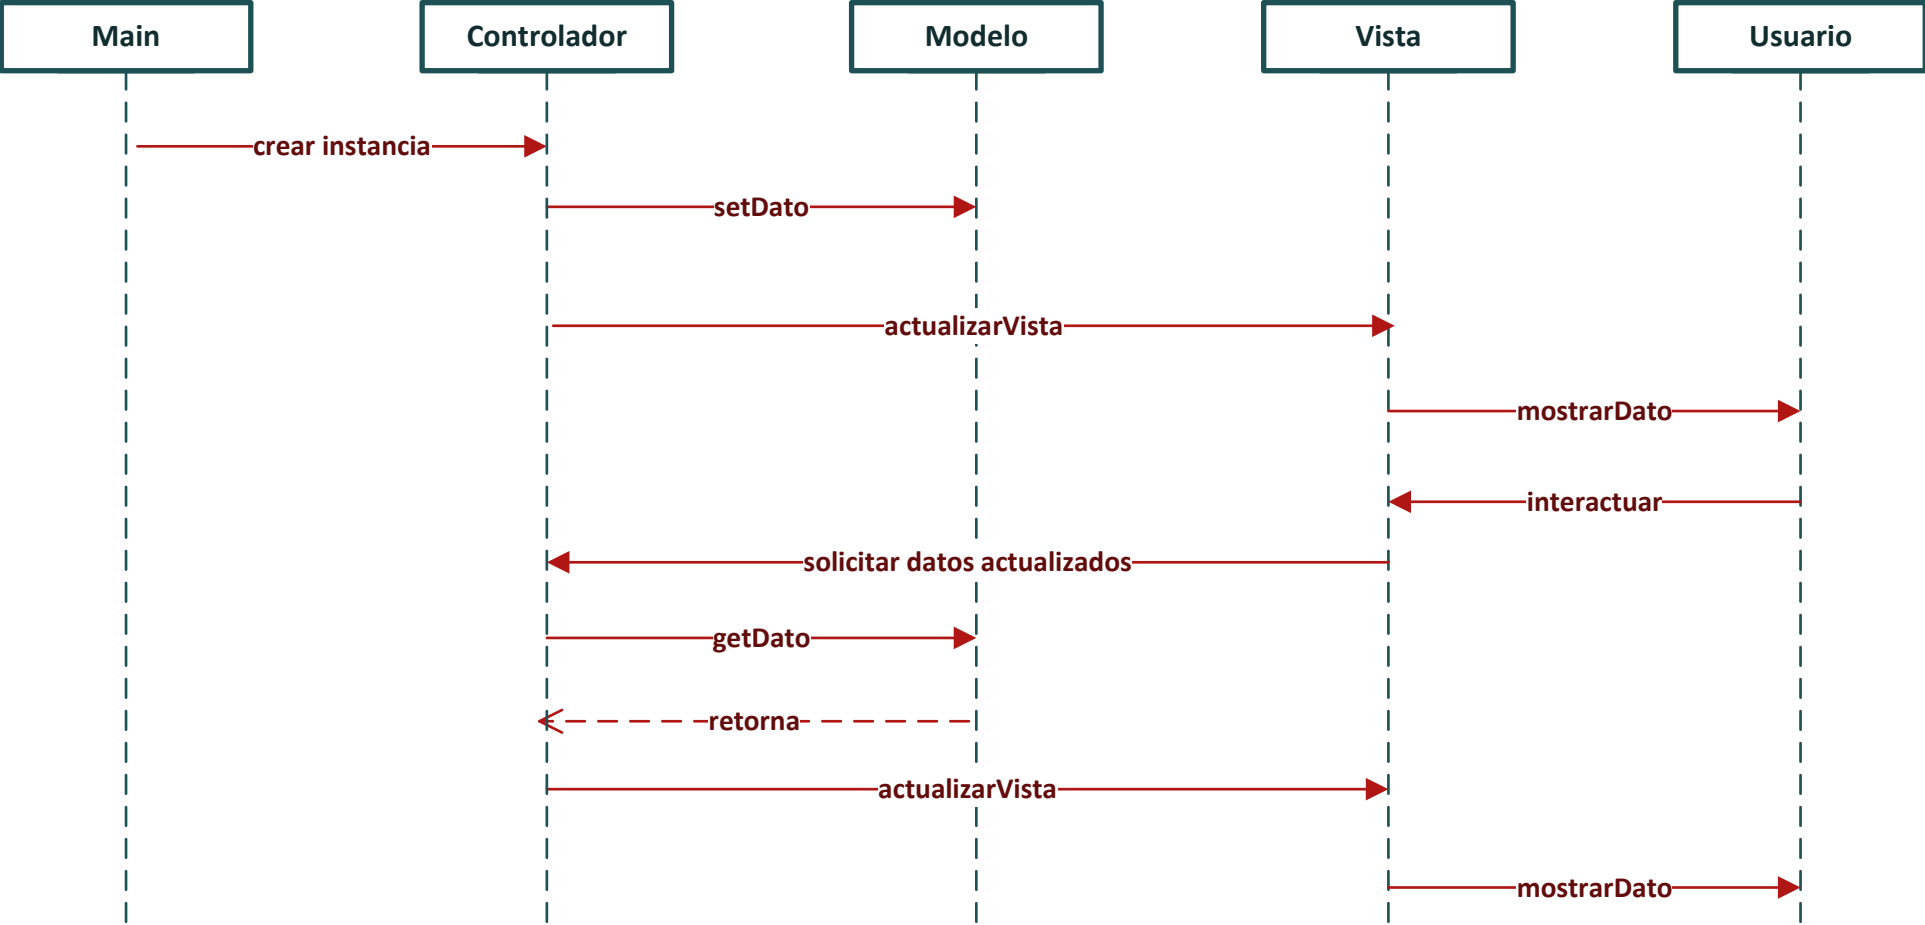 Main
Controlador
Modelo
Vista
Usuario
crear instancia
setDato
actualizarVista
mostrarDato
interactuar
solicitar datos actualizados
getDato
retorna
actualizarVista
mostrarDato